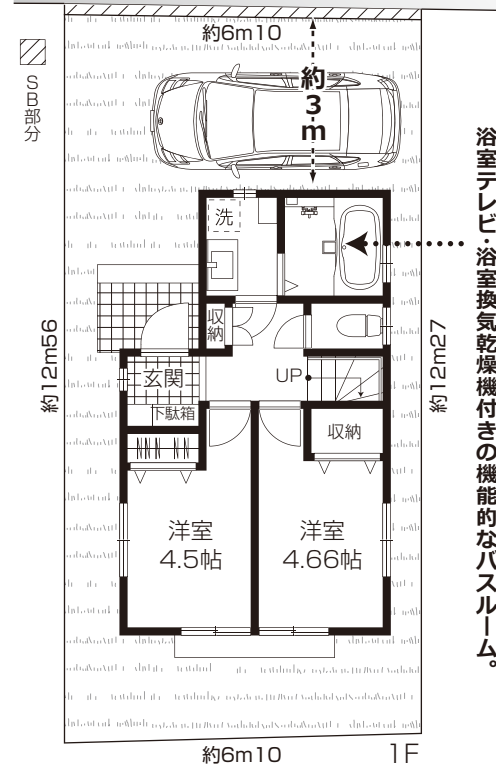 約6m10
SB部分
約3m
浴室テレビ・浴室換気乾燥機付きの機能的なバスルーム。
洗
収納
約12m56
約12m27
玄関
UP
下駄箱
収納
洋室
4.5帖
洋室
4.66帖
約6m10
1F